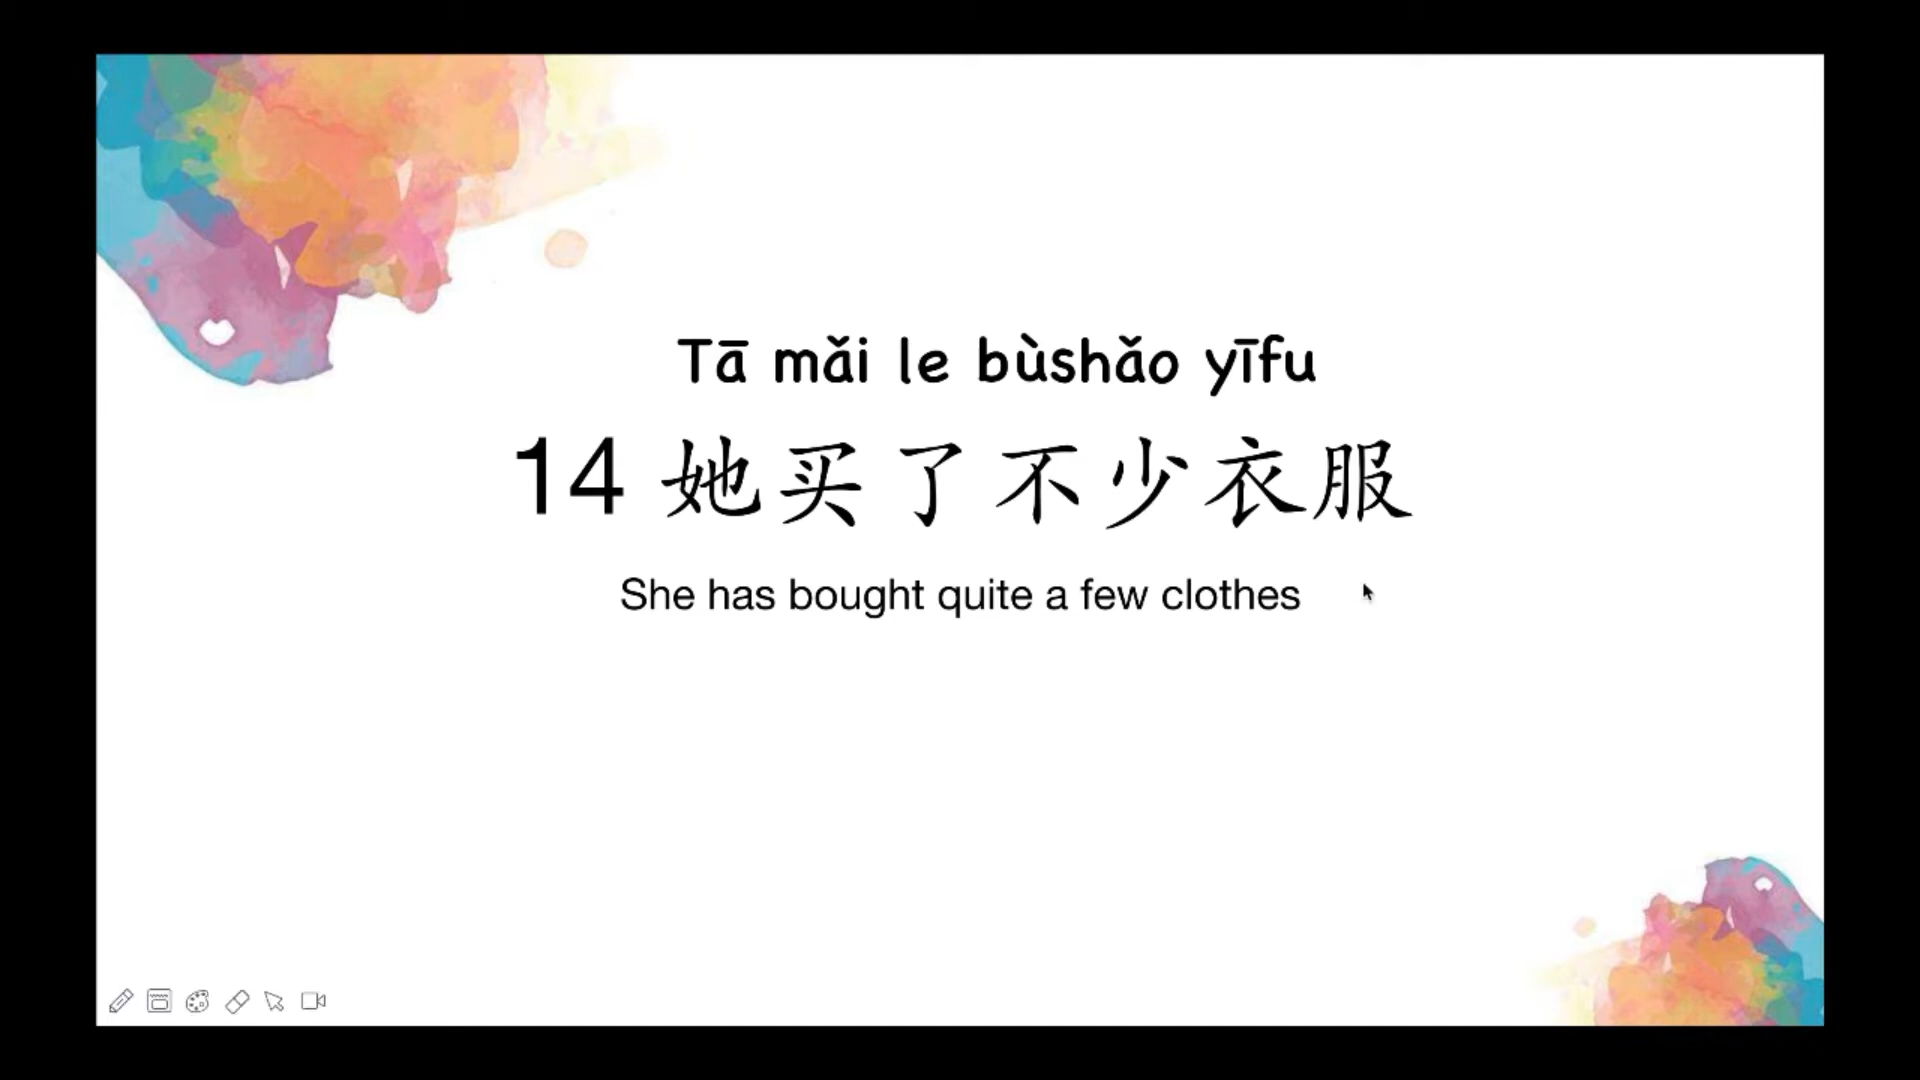 Tā mǎi le bùshǎo yīfu
14 她买了不少衣服
She has bought quite a few clothes